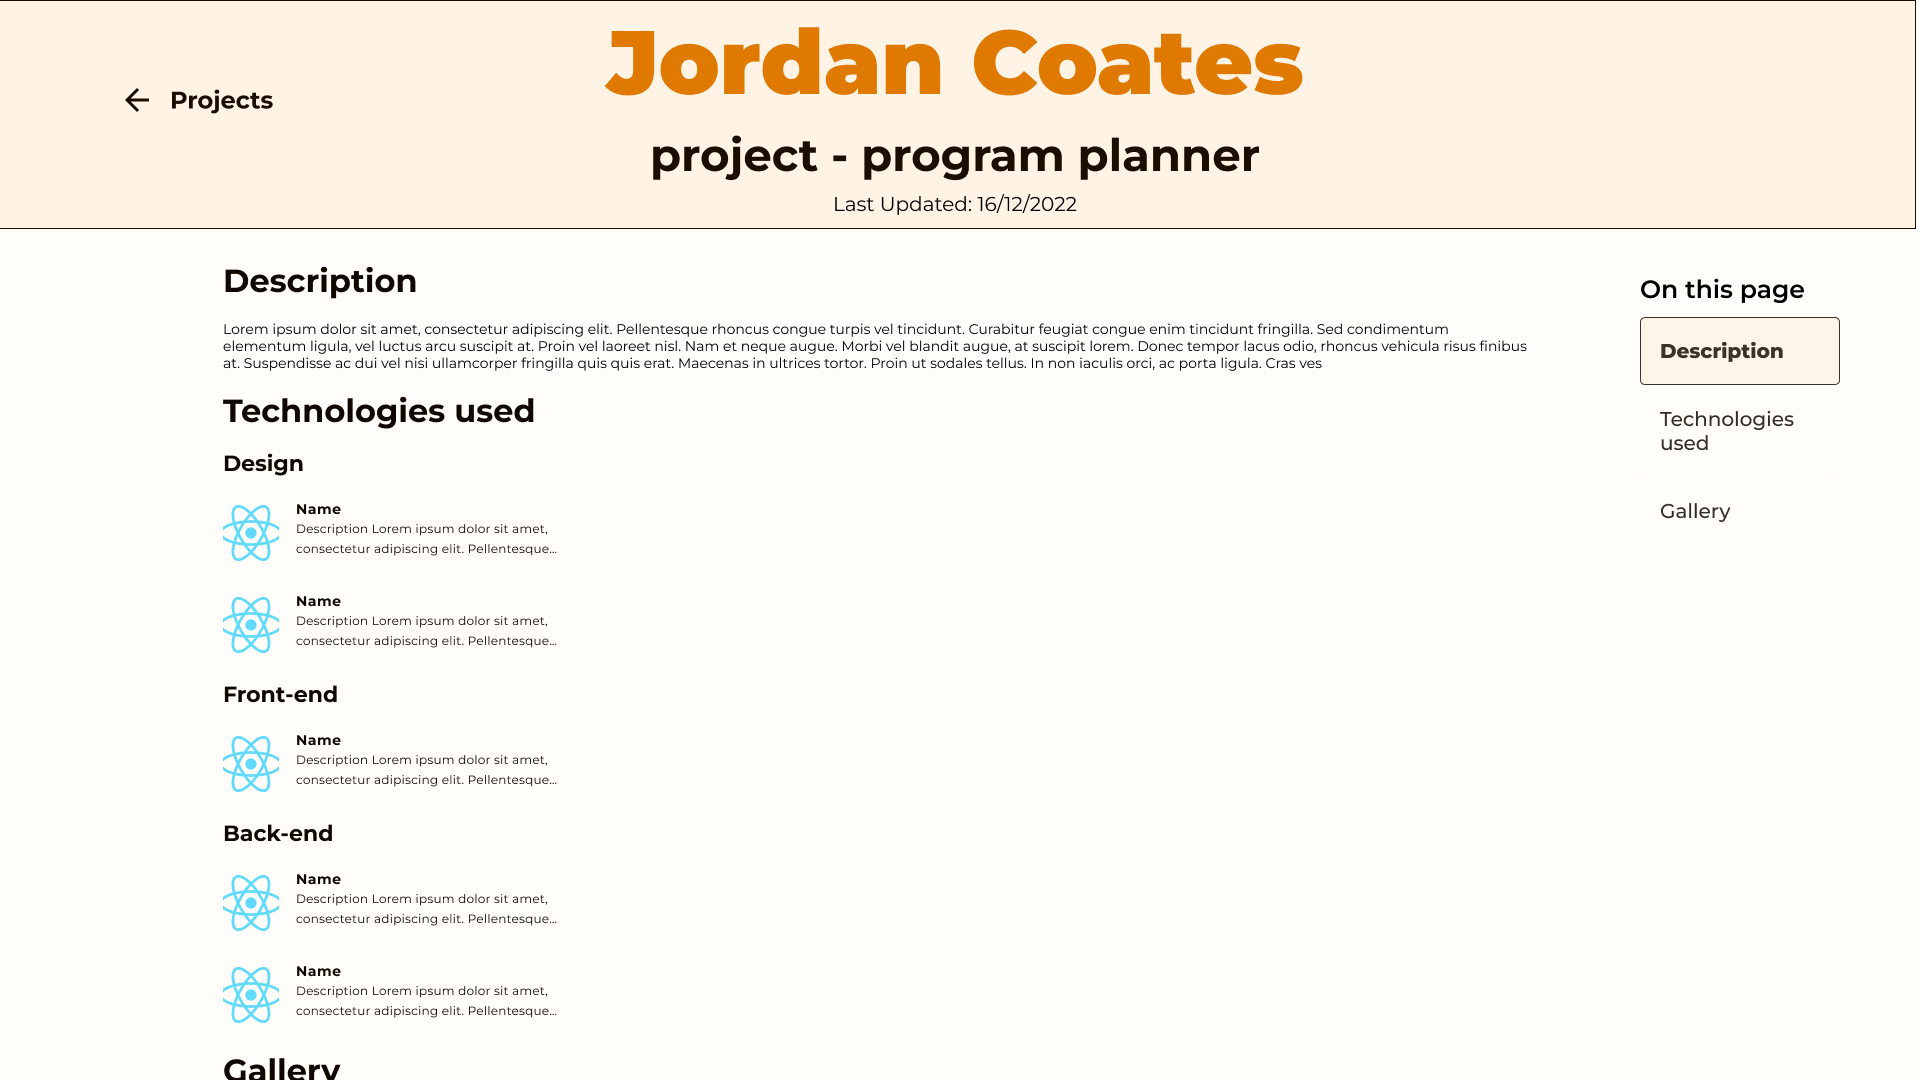 Jordan Coates
Projects
project - program planner
Last Updated: 16/12/2022
Description
Lorem ipsum dolor sit amet, consectetur adipiscing elit. Pellentesque rhoncus congue turpis vel tincidunt. Curabitur feugiat congue enim tincidunt fringilla. Sed condimentum
elementum ligula, vel luctus arcu suscipit at. Proin vel laoreet nisl. Nam et neque augue. Morbi vel blandit augue, at suscipit lorem. Donec tempor lacus odio, rhoncus vehicula risus finibus
at. Suspendisse ac dui vel nisi ullamcorper fringilla quis quis erat. Maecenas in ultrices tortor. Proin ut sodales tellus. In non iaculis orci, ac porta ligula. Cras ves
Technologies used
Design
Name
Description Lorem ipsum dolor sit amet,
consectetur adipiscing elit. Pellentesque...
Name
Description Lorem ipsum dolor sit amet,
consectetur adipiscing elit. Pellentesque...
Front-end
Name
Description Lorem ipsum dolor sit amet,
consectetur adipiscing elit. Pellentesque...
Back-end
Name
Description Lorem ipsum dolor sit amet,
consectetur adipiscing elit. Pellentesque...
Name
Description Lorem ipsum dolor sit amet,
consectetur adipiscing elit. Pellentesque...
Gallery
On this page
Description
Technologies
used
Gallery